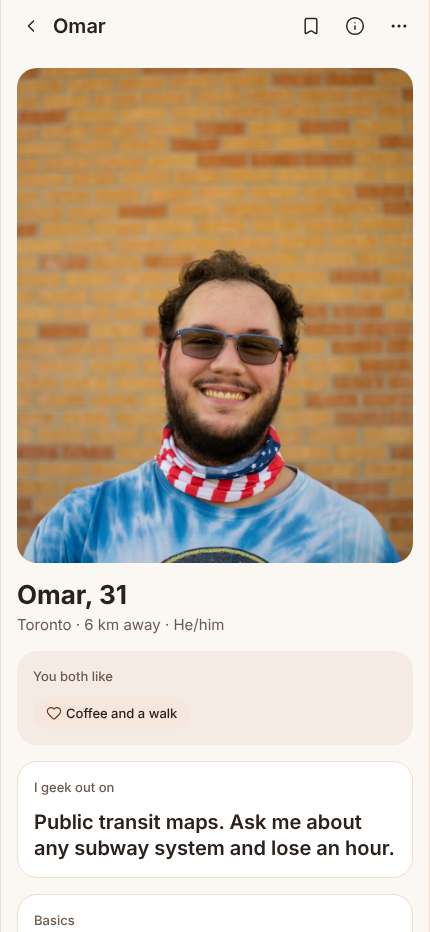 Omar
Omar, 31
Toronto · 6 km away · He/him
You both like
Coffee and a walk
I geek out on
Public transit maps. Ask me about
any subway system and lose an hour.
Basics